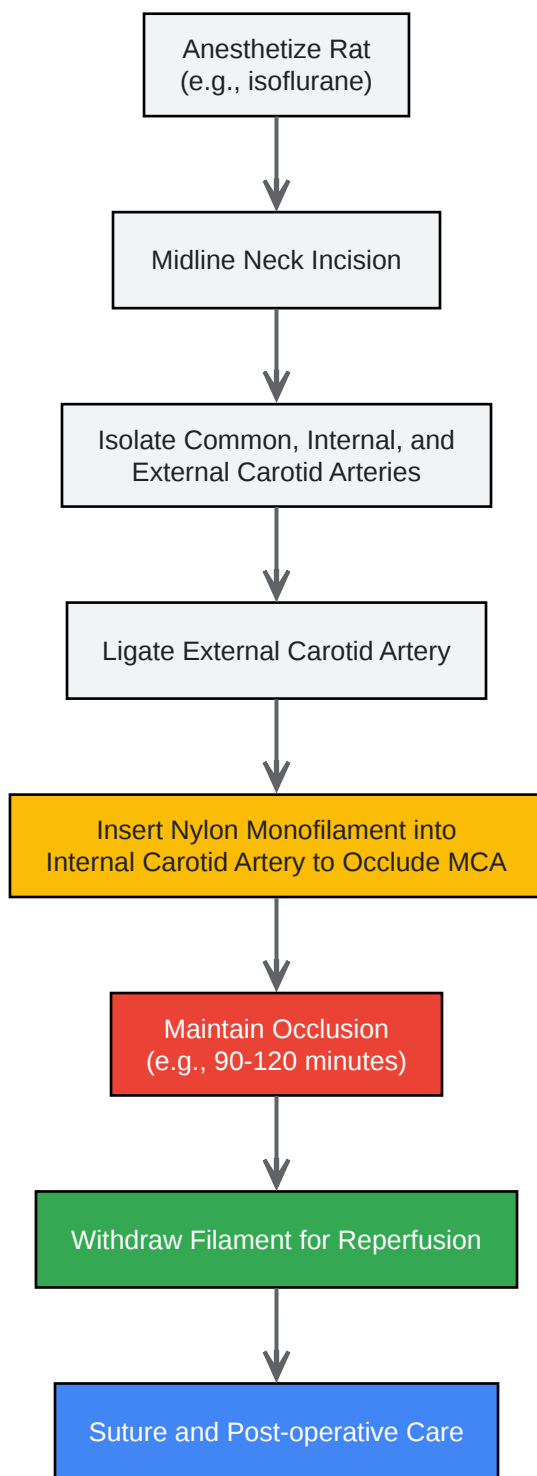 Anesthetize Rat
(e.g., isoflurane)
Midline Neck Incision
Isolate Common, Internal, and
External Carotid Arteries
Ligate External Carotid Artery
Insert Nylon Monofilament into
Internal Carotid Artery to Occlude MCA
Maintain Occlusion
(e.g., 90-120 minutes)
Withdraw Filament for Reperfusion
Suture and Post-operative Care